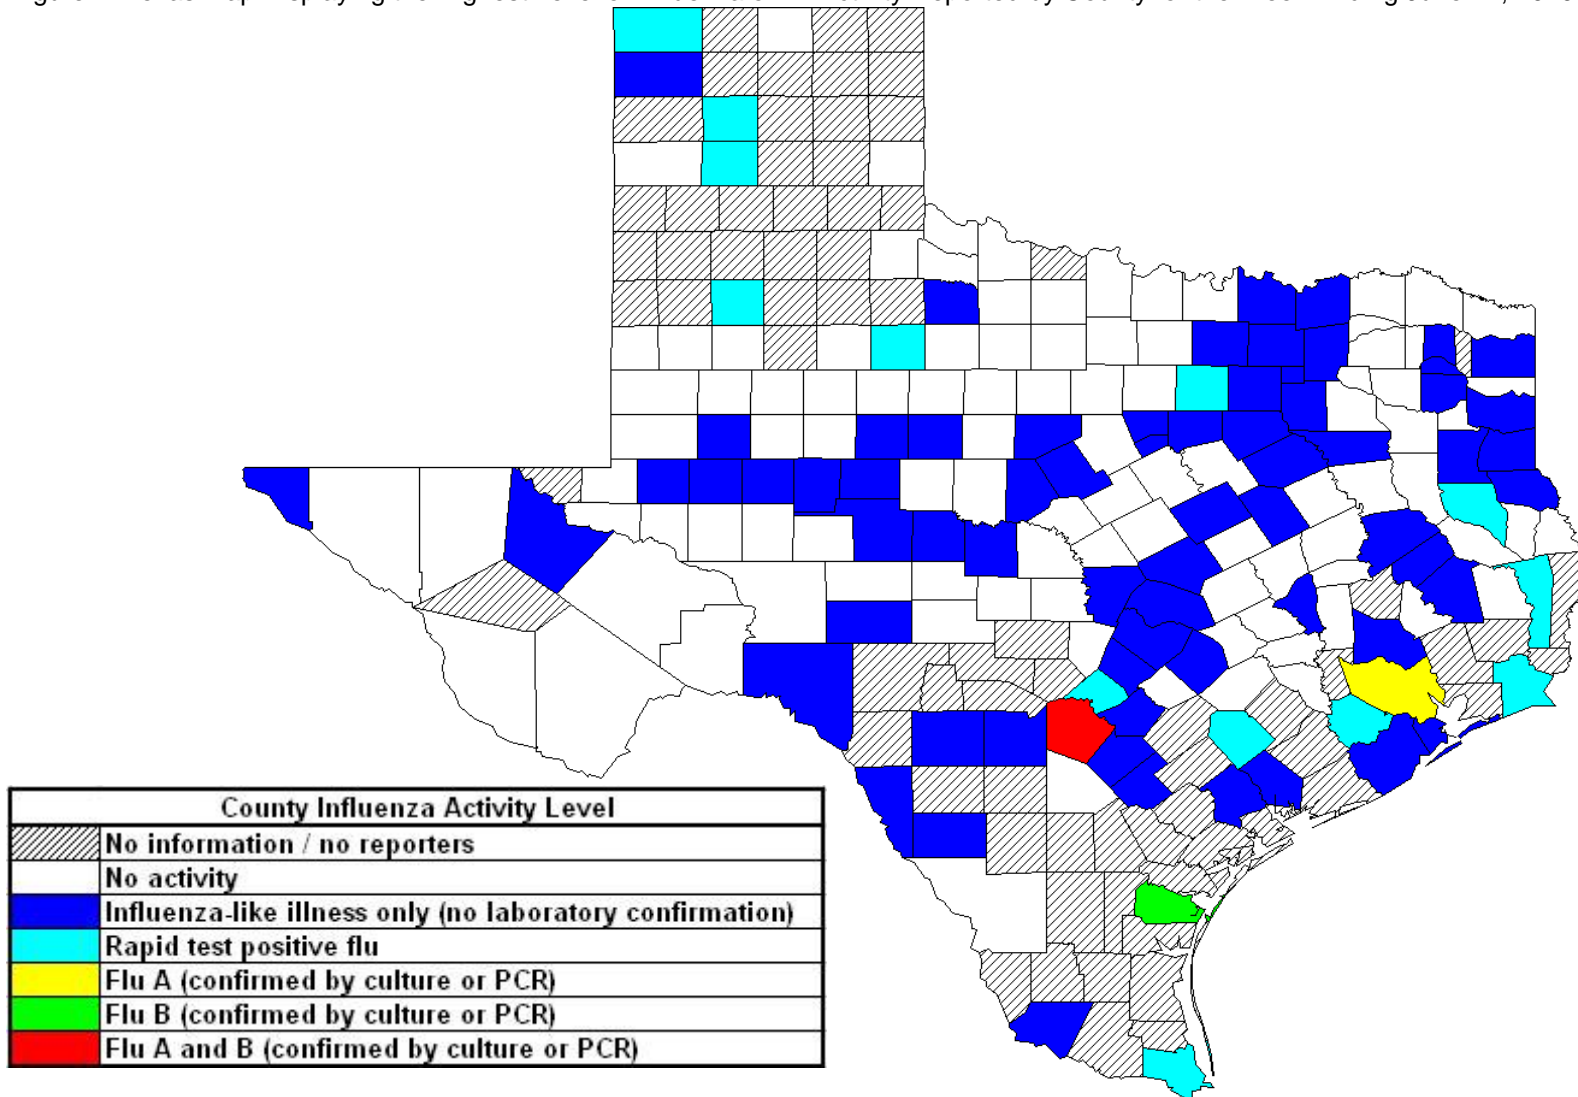 County Influenza Activity Level
No information / no reporters
No activity
Influenza-like illness only (no laboratory confirmation)
Rapid test positive flu
Flu A (confirmed by culture or PCR)
Flu B (confirmed by culture or PCR)
Flu A and B (confirmed by culture or PCR)